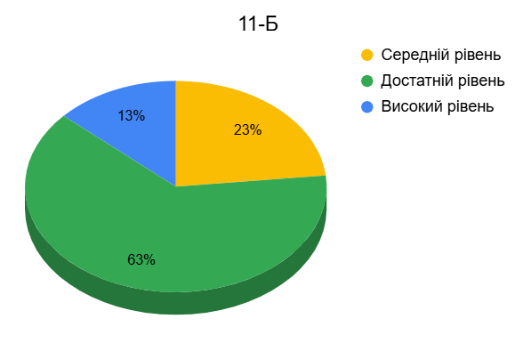 11-Б
Середній рівень
Достатній рівень
Високий рівень
13%
23%
63%